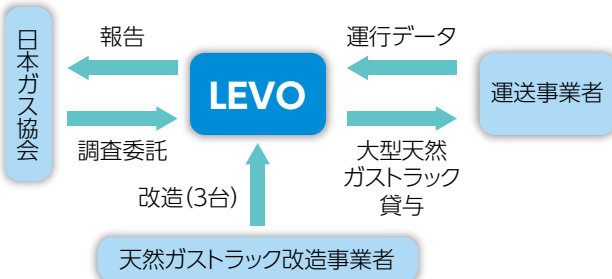 日本ガス協会
報告
調査委託
LEVO
運行データ
大型天然
ガストラック
貸与
運送事業者
改造(3台)
天然ガストラック改造事業者